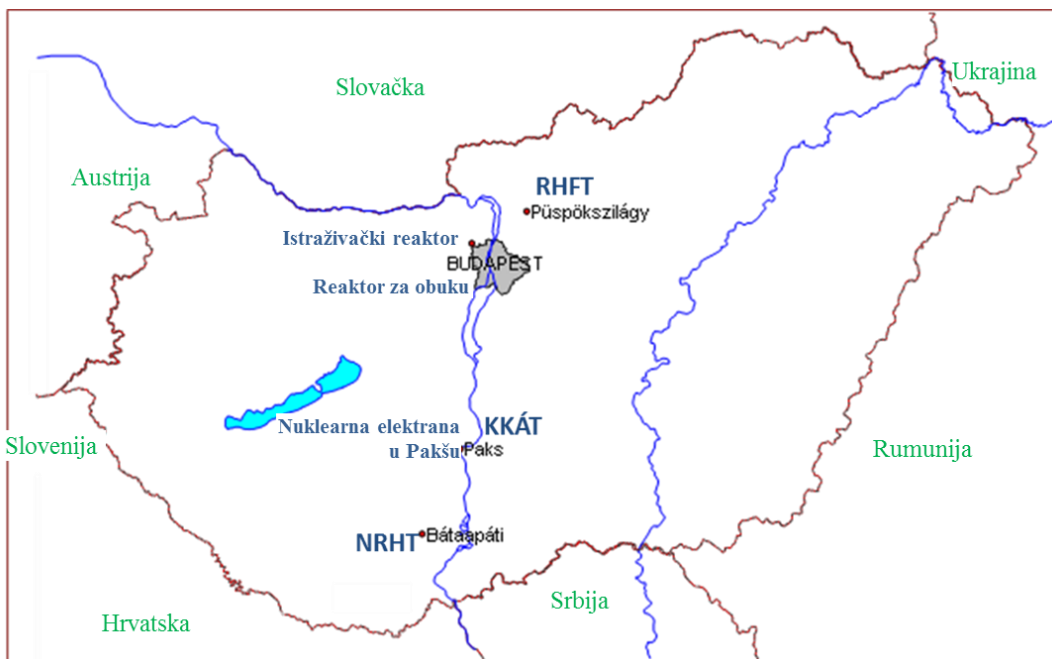 Slovačka
Ukrajina
Austrija
RHFT
Püspökszilágy
Istraživački reaktor
BUDAPEST
Reaktor za obuku
Nuklearna elektrana
u Pakšu
KKÁT
Paks
Slovenija
Rumunija
NRHT
Bátaapáti
Srbija
Hrvatska